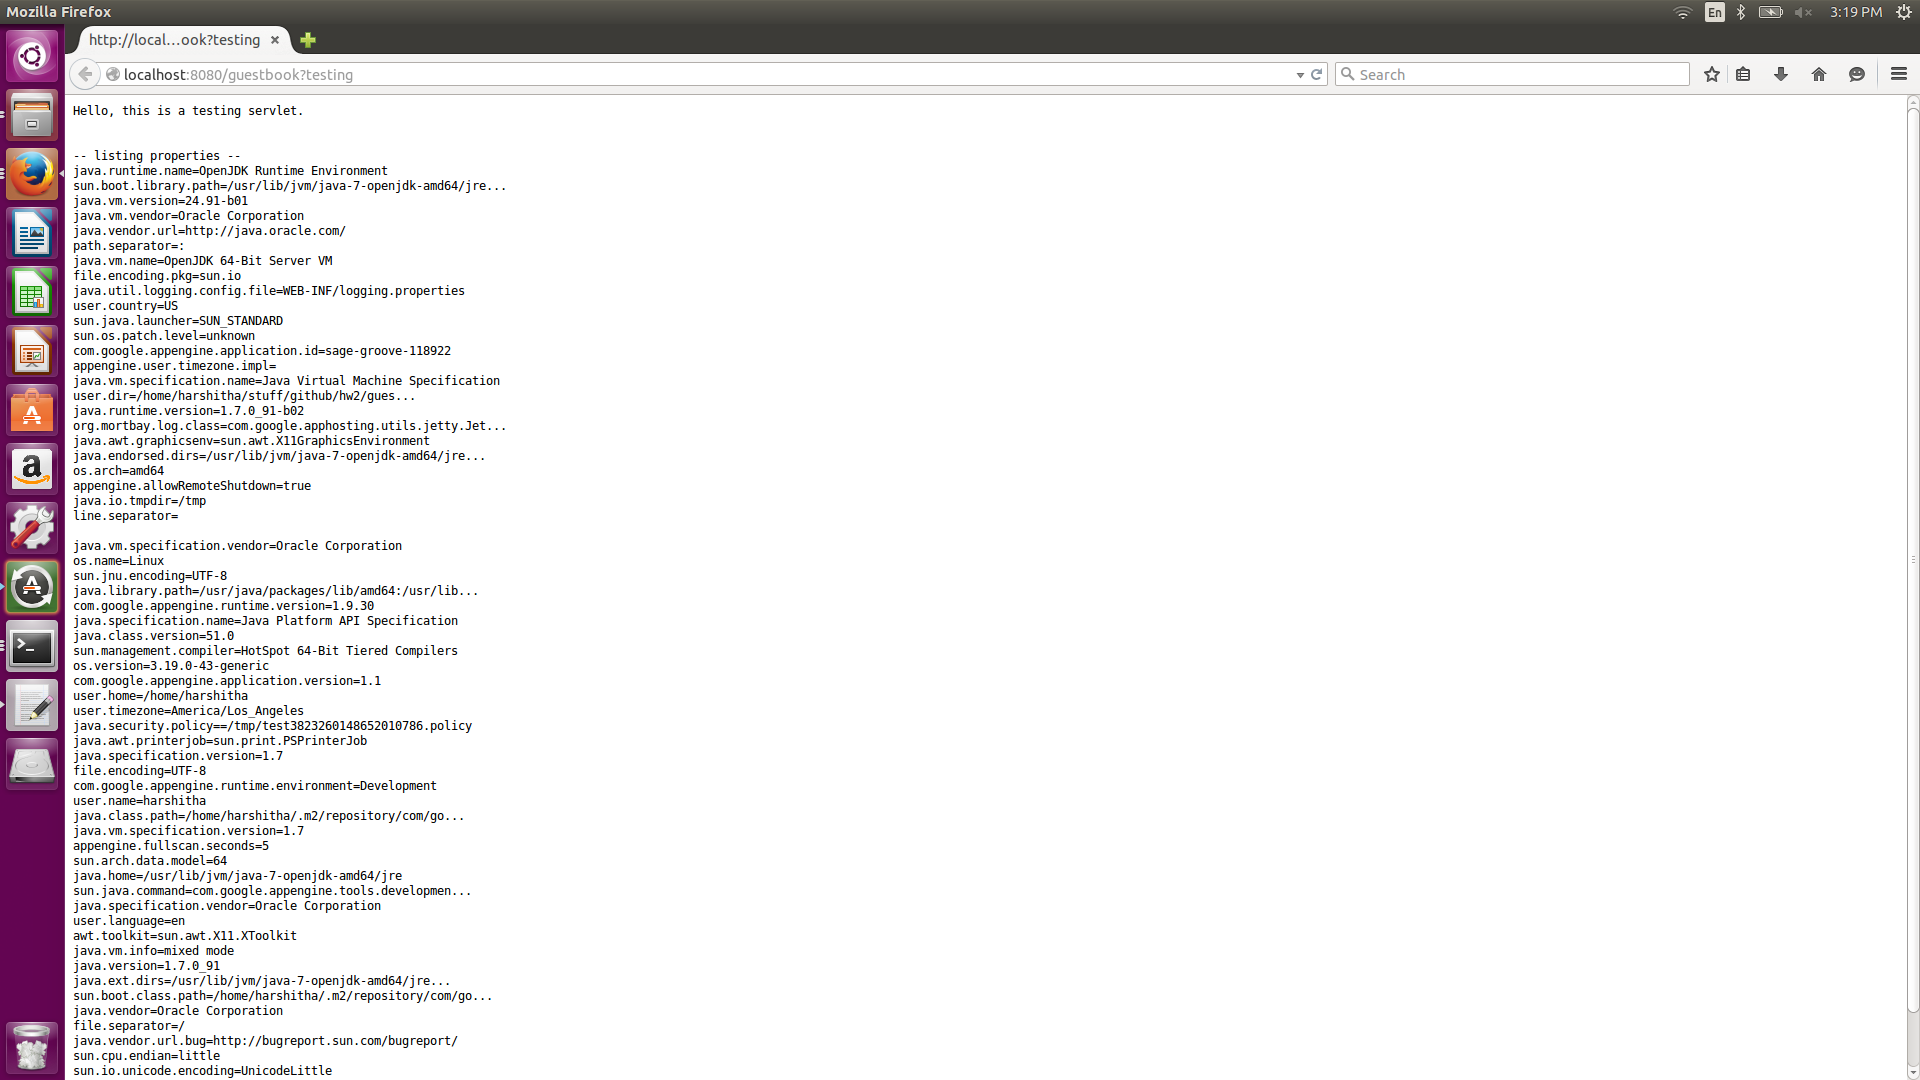 Mozilla Firefox
En
3:19 PM
http://local...ook?testing
localhost:8080/guestbook?testing
Search
Hello, this is a testing servlet.
-- listing properties --
java.runtime.name=OpenJDK Runtime Environment
sun.boot.library.path=/usr/lib/jvm/java-7-openjdk-amd64/jre...
java.vm.version=24.91-b01
java.vm.vendor=Oracle Corporation
java.vendor.url=http://java.oracle.com/
path.separator=:
java.vm.name=OpenJDK 64-Bit Server VM
file.encoding.pkg=sun.io
java.util.logging.config.file=WEB-INF/logging.properties
user.country=US
sun.java.launcher=SUN_STANDARD
sun.os.patch.level=unknown
com.google.appengine.application.id=sage-groove-118922
appengine.user.timezone.impl=
java.vm.specification.name=Java Virtual Machine Specification
user.dir=/home/harshitha/stuff/github/hw2/gues...
java.runtime.version=1.7.0_91-b02
org.mortbay.log.class=com.google.apphosting.utils.jetty.Jet...
java.awt.graphicsenv=sun.awt.X11GraphicsEnvironment
java.endorsed.dirs=/usr/lib/jvm/java-7-openjdk-amd64/jre...
os.arch=amd64
appengine.allowRemoteShutdown=true
java.io.tmpdir=/tmp
line.separator=
java.vm.specification.vendor=Oracle Corporation
os.name=Linux
sun.jnu.encoding=UTF-8
java.library.path=/usr/java/packages/lib/amd64:/usr/lib...
com.google.appengine.runtime.version=1.9.30
java.specification.name=Java Platform API Specification
java.class.version=51.0
sun.management.compiler=HotSpot 64-Bit Tiered Compilers
os.version=3.19.0-43-generic
com.google.appengine.application.version=1.1
user.home=/home/harshitha
user.timezone=America/Los_Angeles
java.security.policy==/tmp/test3823260148652010786.policy
java.awt.printerjob=sun.print.PSPrinterJob
java.specification.version=1.7
file.encoding=UTF-8
com.google.appengine.runtime.environment=Development
user.name=harshitha
java.class.path=/home/harshitha/.m2/repository/com/go...
java.vm.specification.version=1.7
appengine.fullscan.seconds=5
sun.arch.data.model=64
java.home=/usr/lib/jvm/java-7-openjdk-amd64/jre
sun.java.command=com.google.appengine.tools.developmen...
java.specification.vendor=Oracle Corporation
user.language=en
awt.toolkit=sun.awt.X11.XToolkit
java.vm.info=mixed mode
java.version=1.7.0_91
java.ext.dirs=/usr/lib/jvm/java-7-openjdk-amd64/jre...
sun.boot.class.path=/home/harshitha/.m2/repository/com/go...
java.vendor=Oracle Corporation
file.separator=/
java.vendor.url.bug=http://bugreport.sun.com/bugreport/
sun.cpu.endian=little
sun.io.unicode.encoding=UnicodeLittle